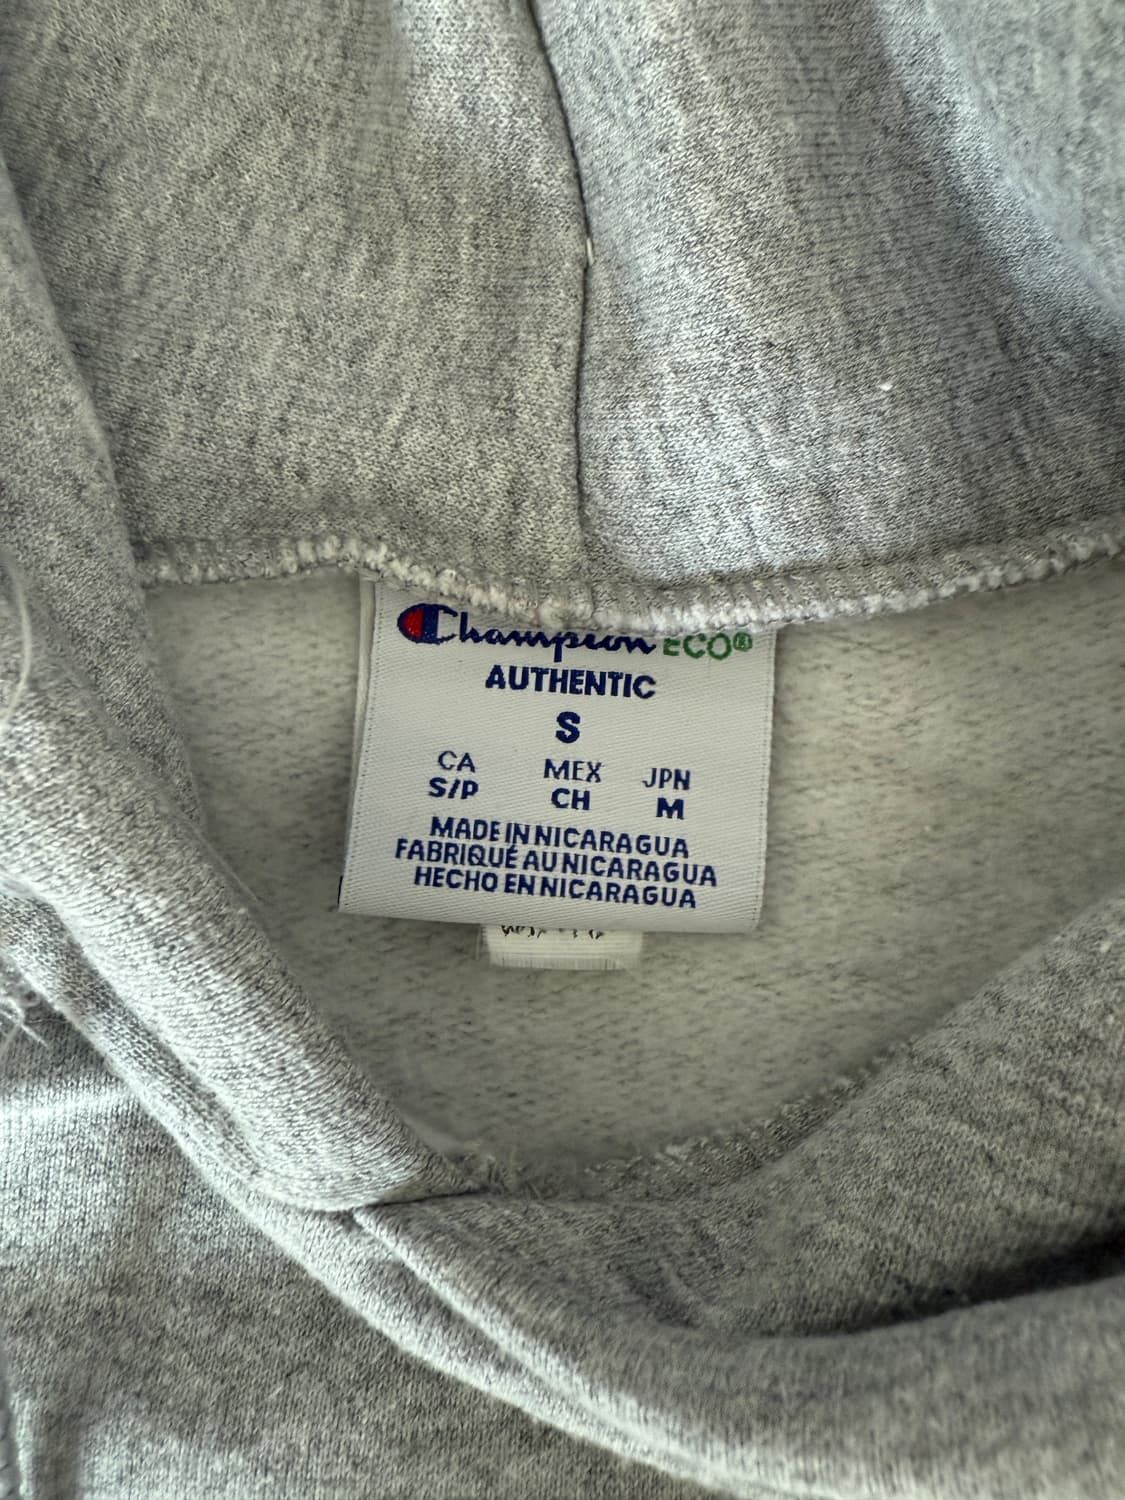 Champion ECO®
AUTHENTIC
S
CA MEX JPN
S/P CH M
MADE IN NICARAGUA
FABRIQUÉ AU NICARAGUA
HECHO EN NICARAGUA